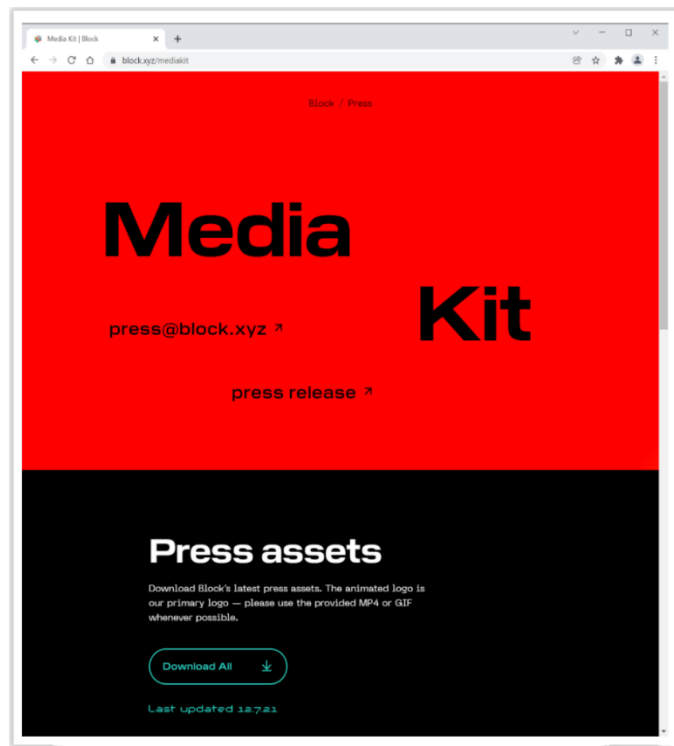 Media Kit | Block
block.xyz/mediakit
Block / Press
Media
Kit
press@block.xyz ↗
press release ↗
Press assets
Download Block's latest press assets. The animated logo is
our primary logo — please use the provided MP4 or GIF
whenever possible.
Download All
Last updated 12.7.21